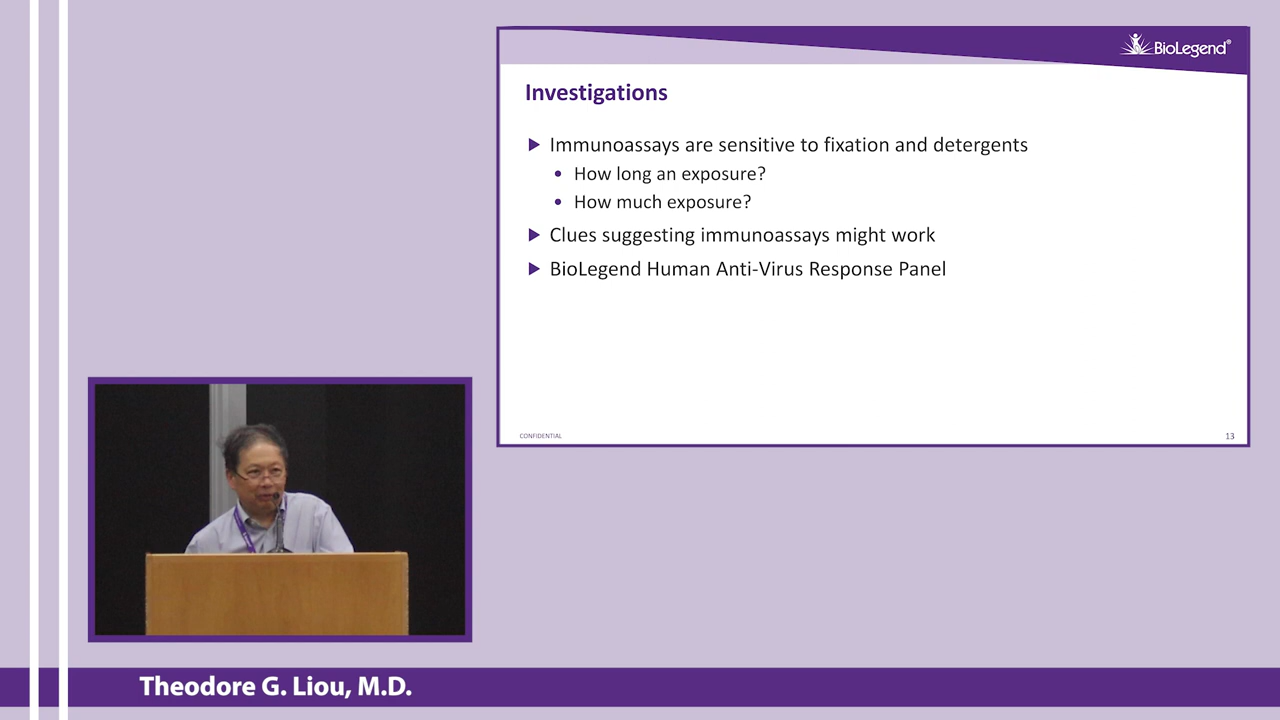 BioLegend®
Investigations
Immunoassays are sensitive to fixation and detergents
How long an exposure?
How much exposure?
Clues suggesting immunoassays might work
BioLegend Human Anti-Virus Response Panel
CONFIDENTIAL
13
Theodore G. Liou, M.D.